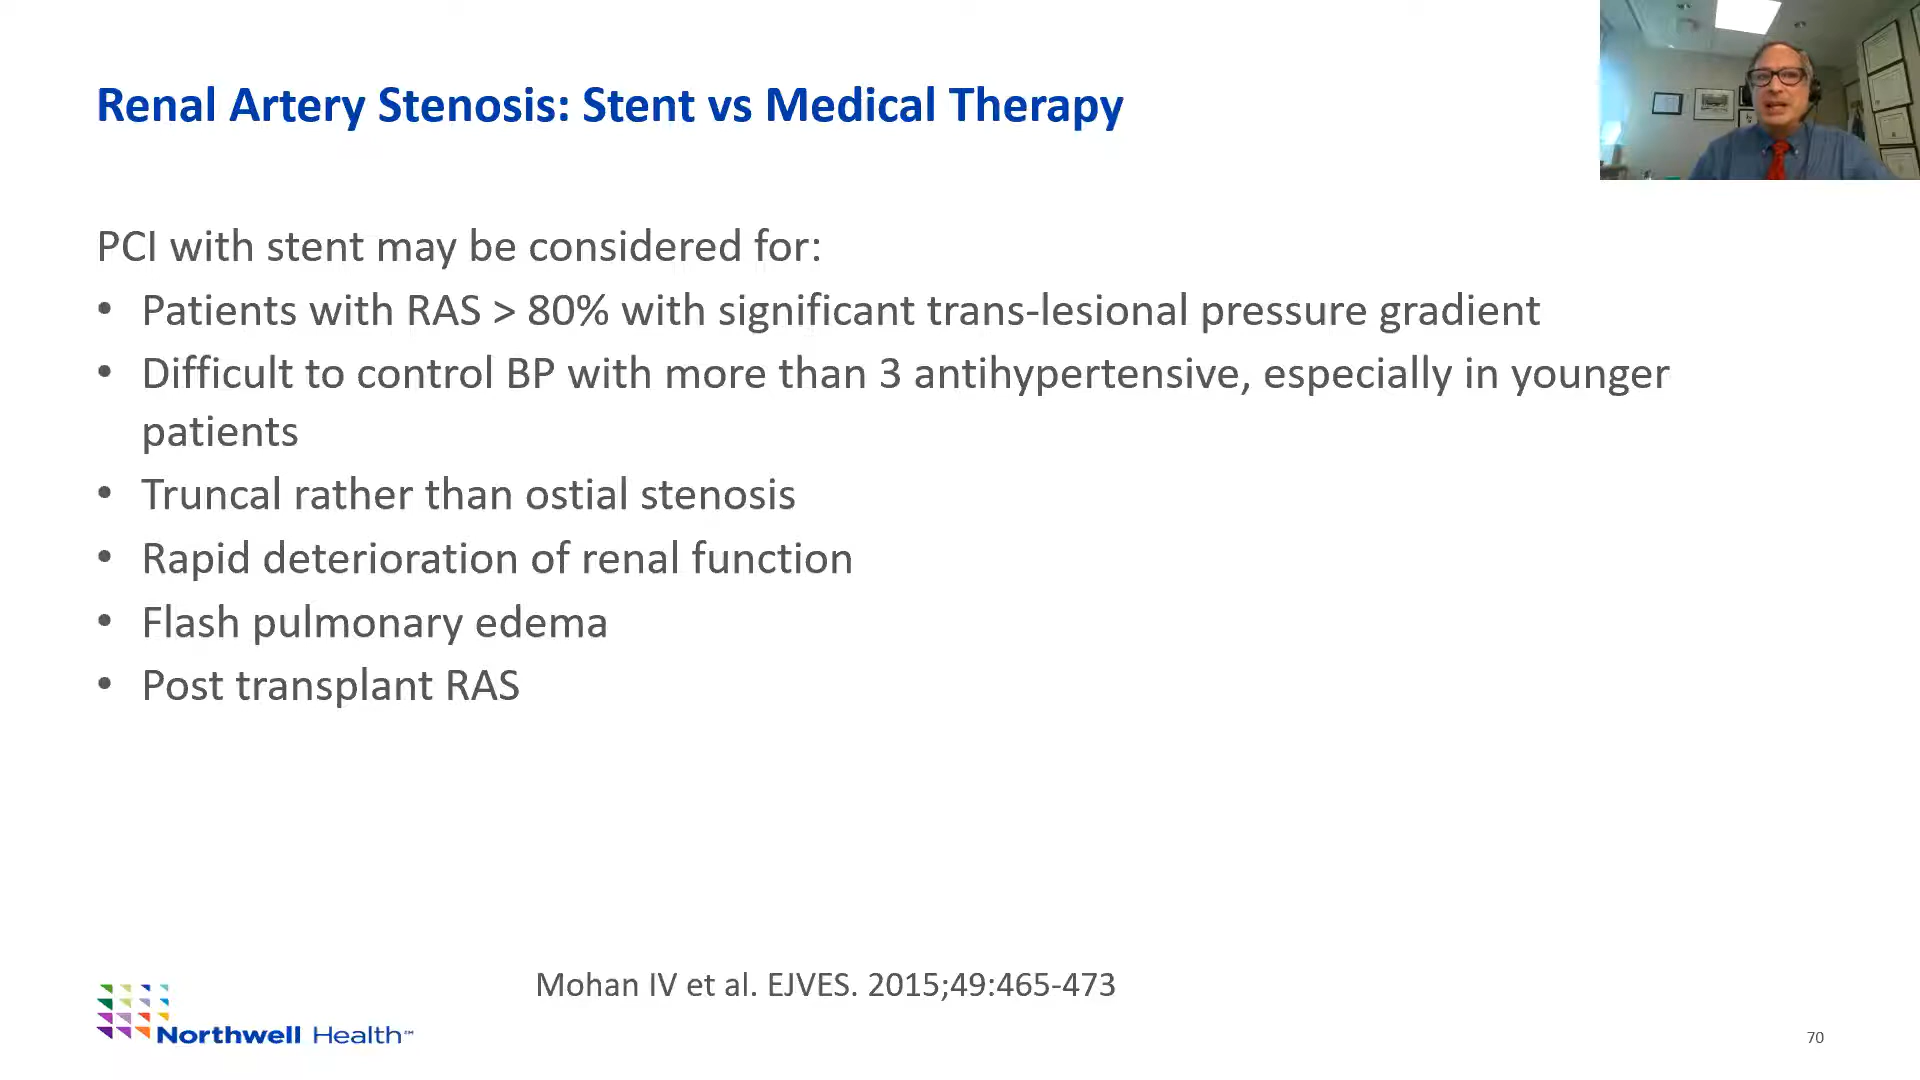 Renal Artery Stenosis: Stent vs Medical Therapy
PCI with stent may be considered for:
• Patients with RAS > 80% with significant trans-lesional pressure gradient
• Difficult to control BP with more than 3 antihypertensive, especially in younger
patients
• Truncal rather than ostial stenosis
• Rapid deterioration of renal function
• Flash pulmonary edema
• Post transplant RAS
Mohan IV et al. EJVES. 2015;49:465-473
Northwell Health℠
70